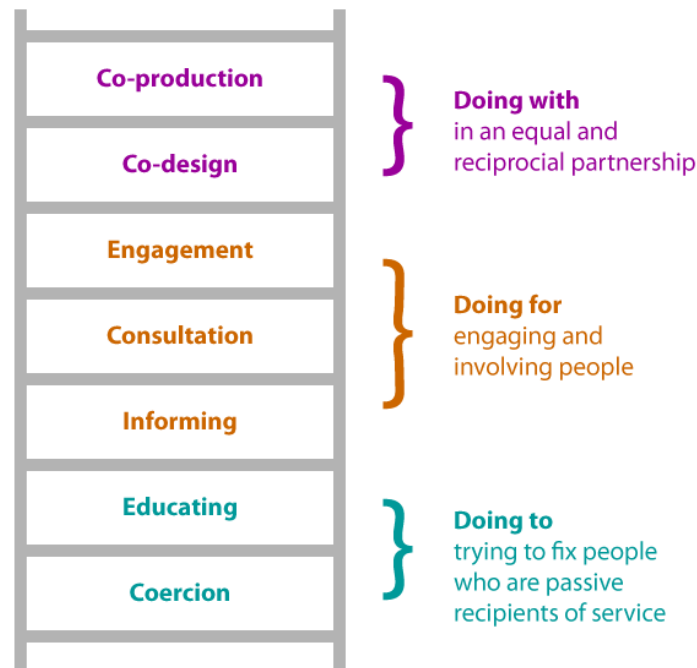 Co-production
Co-design
Doing with
in an equal and
reciprocial partnership
Engagement
Consultation
Informing
Doing for
engaging and
involving people
Educating
Coercion
Doing to
trying to fix people
who are passive
recipients of service